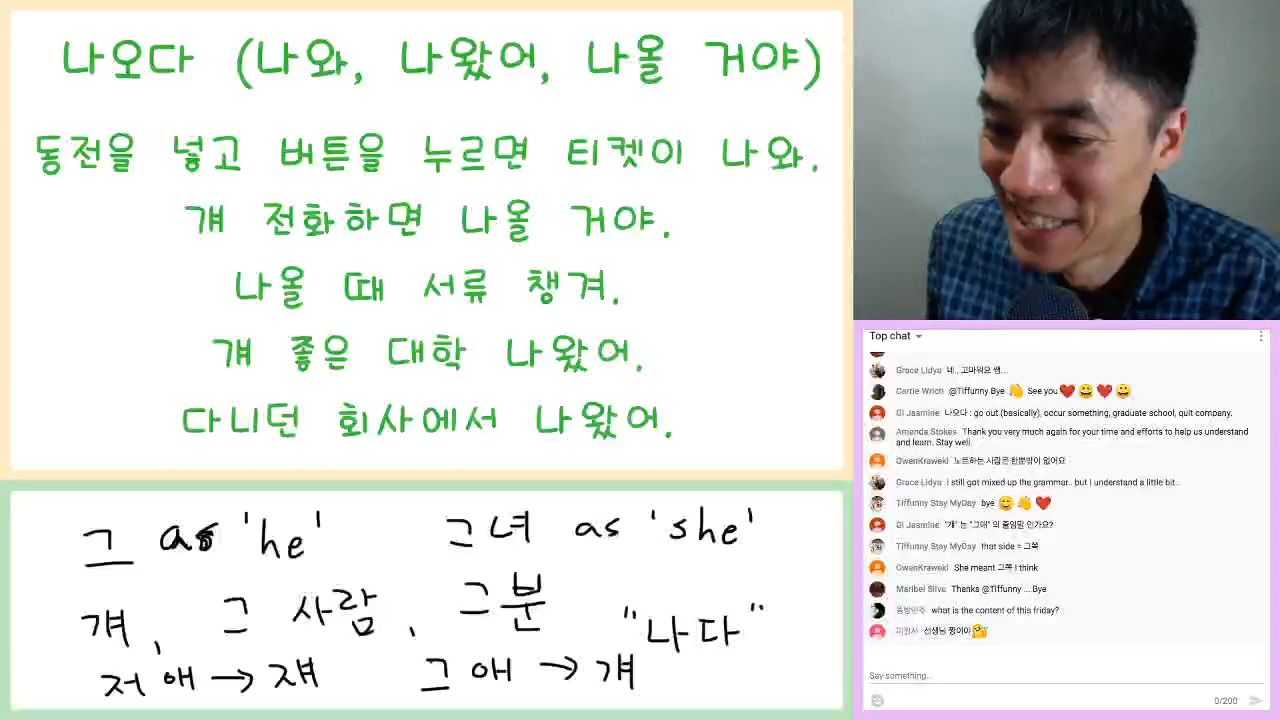 나오다 (나와, 나왔어, 나올 거야)
동전을 넣고 버튼을 누르면 티켓이 나와.
걔 전화하면 나올 거야.
나올 때 서류 챙겨.
걔 좋은 대학 나왔어.
다니던 회사에서 나왔어.
그 as 'he' 그녀 as 'she'
걔, 그 사람, 그분 "나다"
저 애 → 쟤 그 애 → 걔
Top chat
Grace Lidya 네.. 고마워요 쌤...
Carrie Wrich @Tiffunny Bye 👋 See you ❤️😀❤️😀
Gi Jasmine 나오다 : go out (basically), occur something, graduate school, quit company.
Amanda Stokes Thank you very much again for your time and efforts to help us understand
and learn. Stay well.
OwenKraweki 노트하는 사람은 한뿐밖이 없어요
Grace Lidya I still got mixed up the grammar.. but I understand a little bit..
Tiffunny Stay MyDay bye 😊👋❤️
Gi Jasmine "걔" 는 "그애" 의 줄임말 인가요?
Tiffunny Stay MyDay that side = 그쪽
OwenKraweki She meant 그쪽 I think
Maribel Silva Thanks @Tiffunny ... Bye
what is the content of this friday?
선생님 짱이야🤗
Say something...
0/200